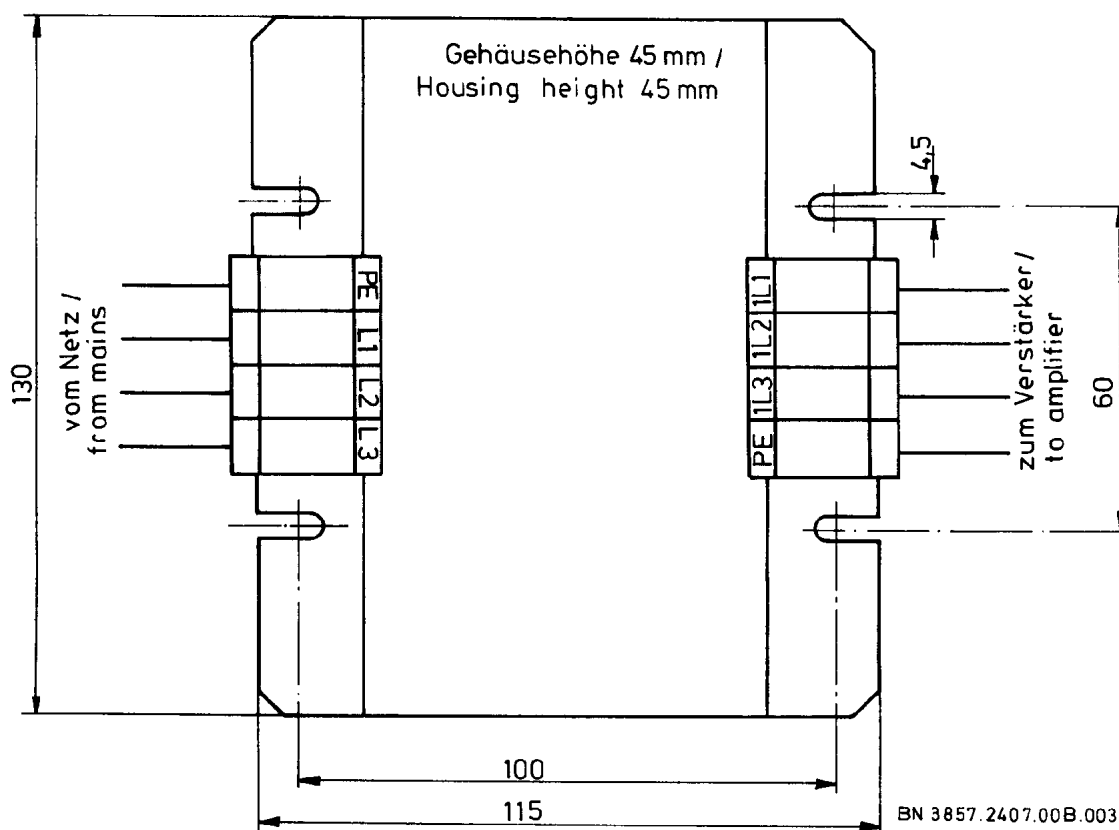 Gehäusehöhe 45 mm /
Housing height 45 mm
4,5
130
vom Netz /
from mains
PE
L1
L2
L3
1L1
1L2
1L3
PE
zum Verstärker /
to amplifier
60
100
115
BN 3857.2407.00B.003